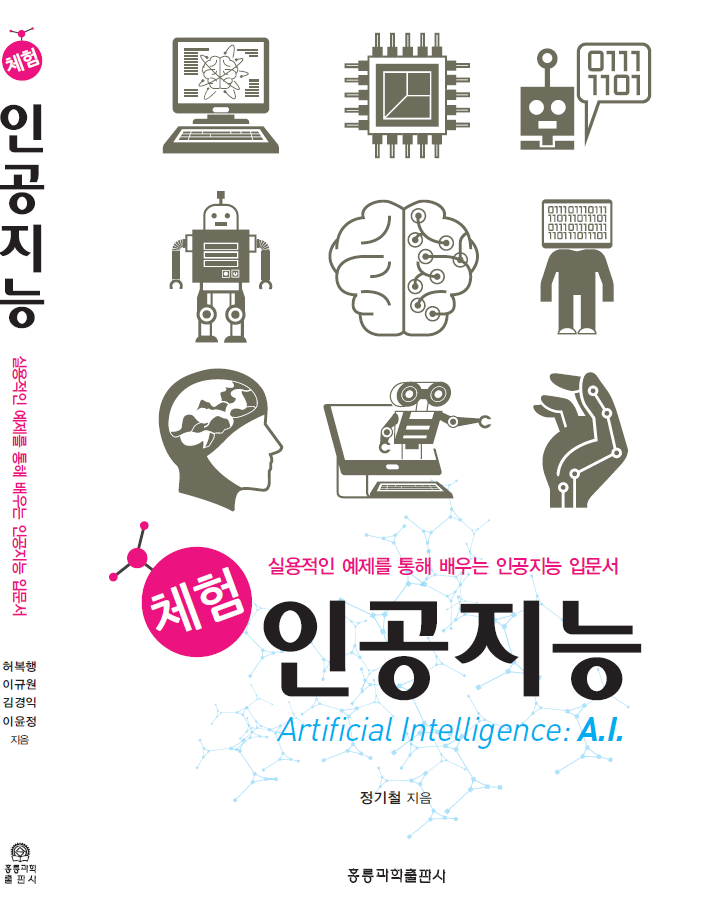 체험
인공지능
실용적인 예제를 통해 배우는 인공지능 입문서
허복행
이규원
김경익
이윤정
지음
홍릉과학
출판사
0111
1101
011101110111
110111011101
011101110111
110111011101
실용적인 예제를 통해 배우는 인공지능 입문서
체험
인공지능
Artificial Intelligence: A.I.
정기철 지음
홍릉과학출판사